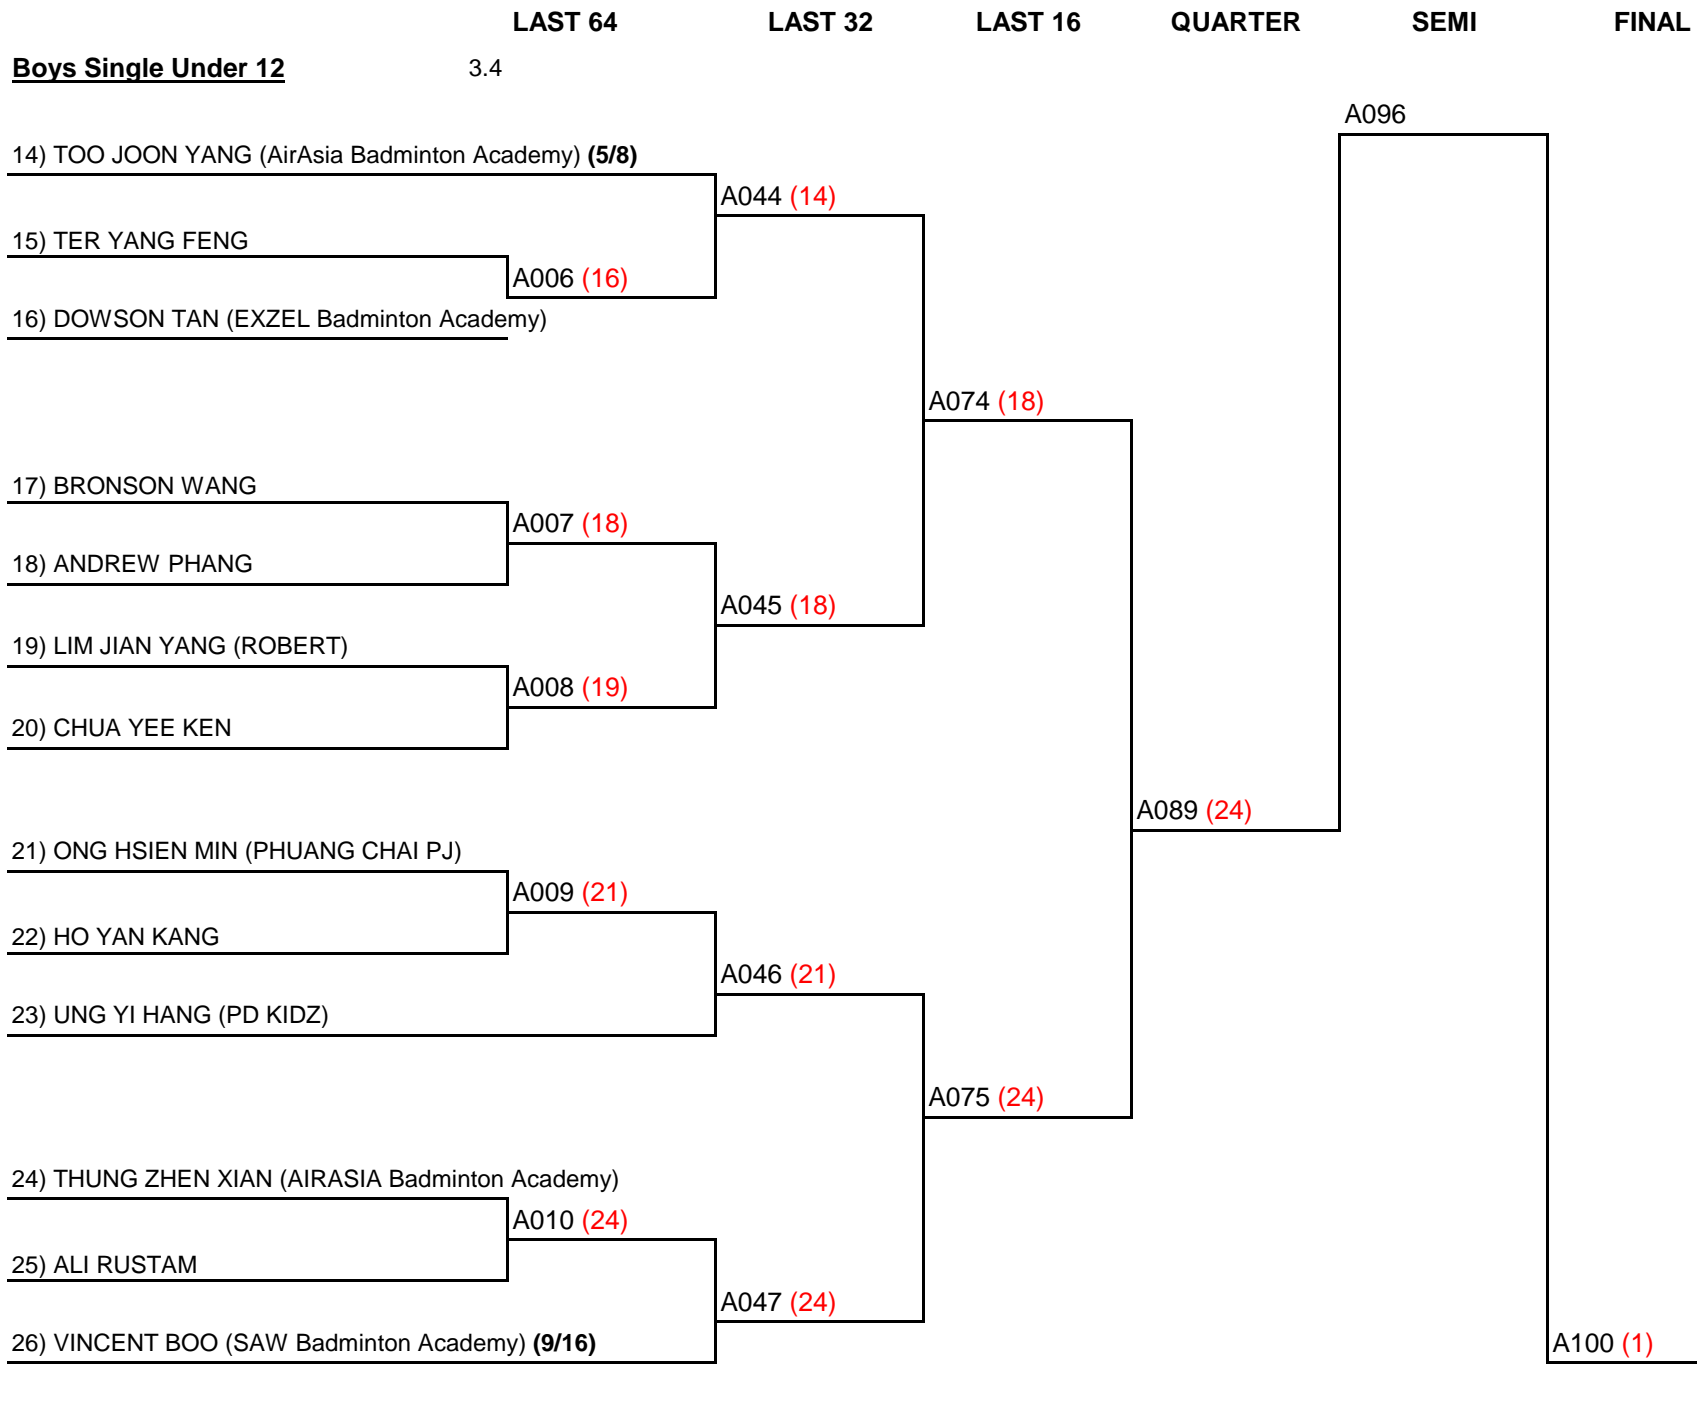 LAST 64 LAST 32 LAST 16 QUARTER SEMI FINAL
Boys Single Under 12 3.4
A096
14) TOO JOON YANG (AirAsia Badminton Academy) (5/8)
A044 (14)
15) TER YANG FENG
A006 (16)
16) DOWSON TAN (EXZEL Badminton Academy)
A074 (18)
17) BRONSON WANG
A007 (18)
18) ANDREW PHANG
A045 (18)
19) LIM JIAN YANG (ROBERT)
A008 (19)
20) CHUA YEE KEN
A089 (24)
21) ONG HSIEN MIN (PHUANG CHAI PJ)
A009 (21)
22) HO YAN KANG
A046 (21)
23) UNG YI HANG (PD KIDZ)
A075 (24)
24) THUNG ZHEN XIAN (AIRASIA Badminton Academy)
A010 (24)
25) ALI RUSTAM
A047 (24)
26) VINCENT BOO (SAW Badminton Academy) (9/16)
A100 (1)